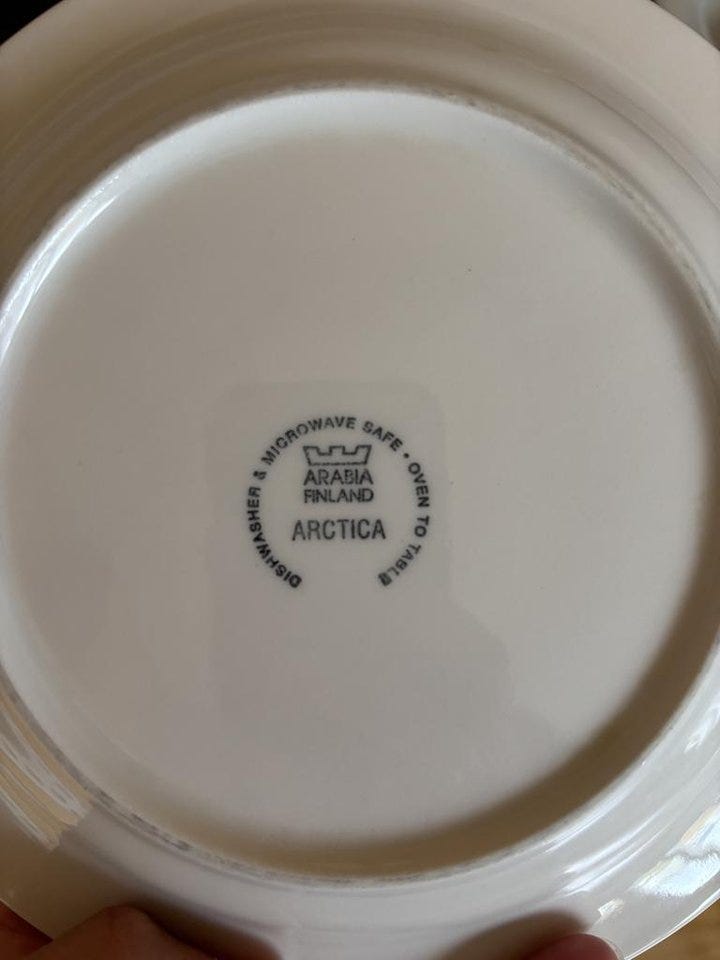 DISHWASHER & MICROWAVE SAFE • OVEN TO TABLE
ARABIA
FINLAND
ARCTICA